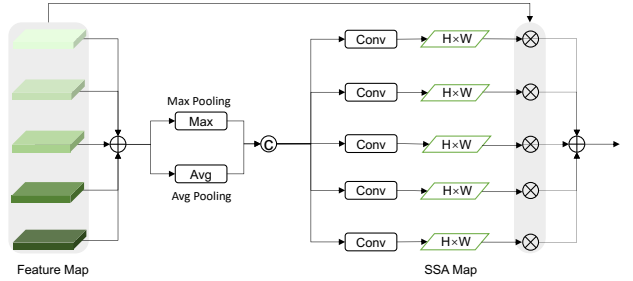 Conv
H×W
Conv
H×W
Max Pooling
Max
C
Conv
H×W
Avg
Avg Pooling
Conv
H×W
Conv
H×W
Feature Map
SSA Map